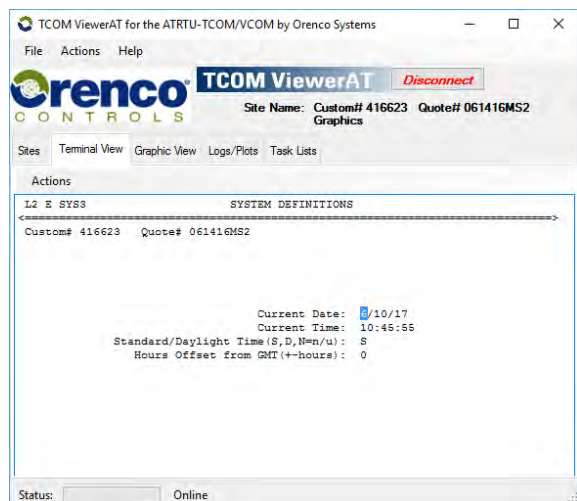 TCOM ViewerAT for the ATRTU-TCOM/VCOM by Orenco Systems
File Actions Help
Orenco CONTROLS
TCOM ViewerAT Disconnect
Site Name: Custom# 416623 Quote# 061416MS2
Graphics
Sites Terminal View Graphic View Logs/Plots Task Lists
Actions
L2 E SYS3 SYSTEM DEFINITIONS
<=============================================================================>
Custom# 416623 Quote# 061416MS2
Current Date: 6/10/17
Current Time: 10:45:55
Standard/Daylight Time(S,D,N=n/u): S
Hours Offset from GMT(+-hours): 0
Status: Online